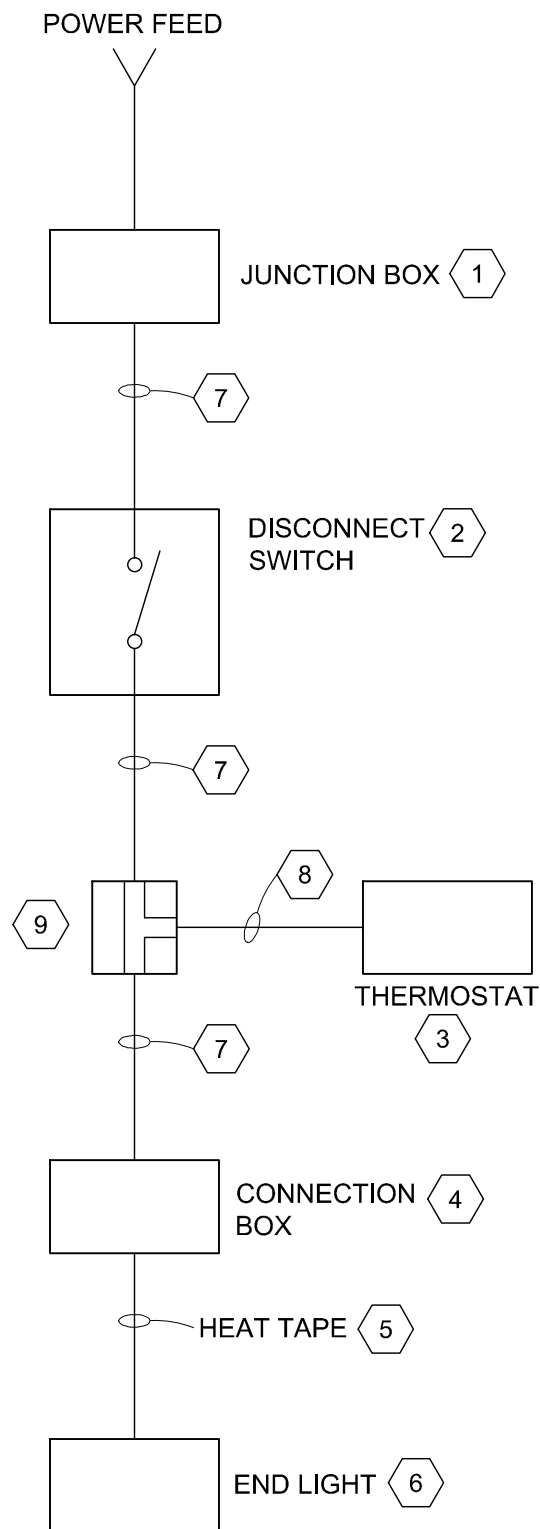 POWER FEED
JUNCTION BOX 1
7
DISCONNECT 2
SWITCH
7
8
9
THERMOSTAT
3
7
CONNECTION 4
BOX
HEAT TAPE 5
END LIGHT 6